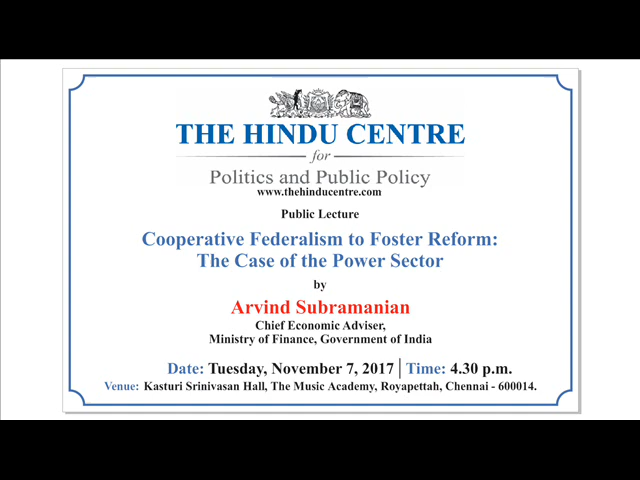 THE HINDU CENTRE
for
Politics and Public Policy
www.thehinducentre.com
Public Lecture
Cooperative Federalism to Foster Reform:
The Case of the Power Sector
by
Arvind Subramanian
Chief Economic Adviser,
Ministry of Finance, Government of India
Date: Tuesday, November 7, 2017 | Time: 4.30 p.m.
Venue: Kasturi Srinivasan Hall, The Music Academy, Royapettah, Chennai - 600014.